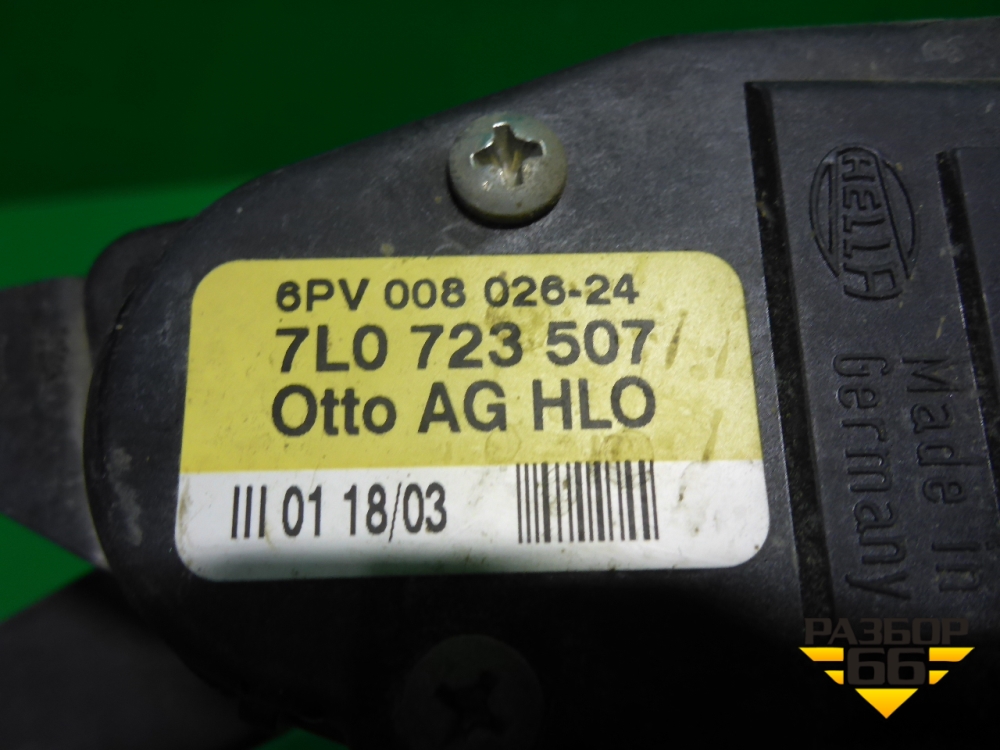 6PV 008 026-24
7L0 723 507
Otto AG HLO
III 01 18/03
HELLA
Made in
Germany
РАЗБОР
66